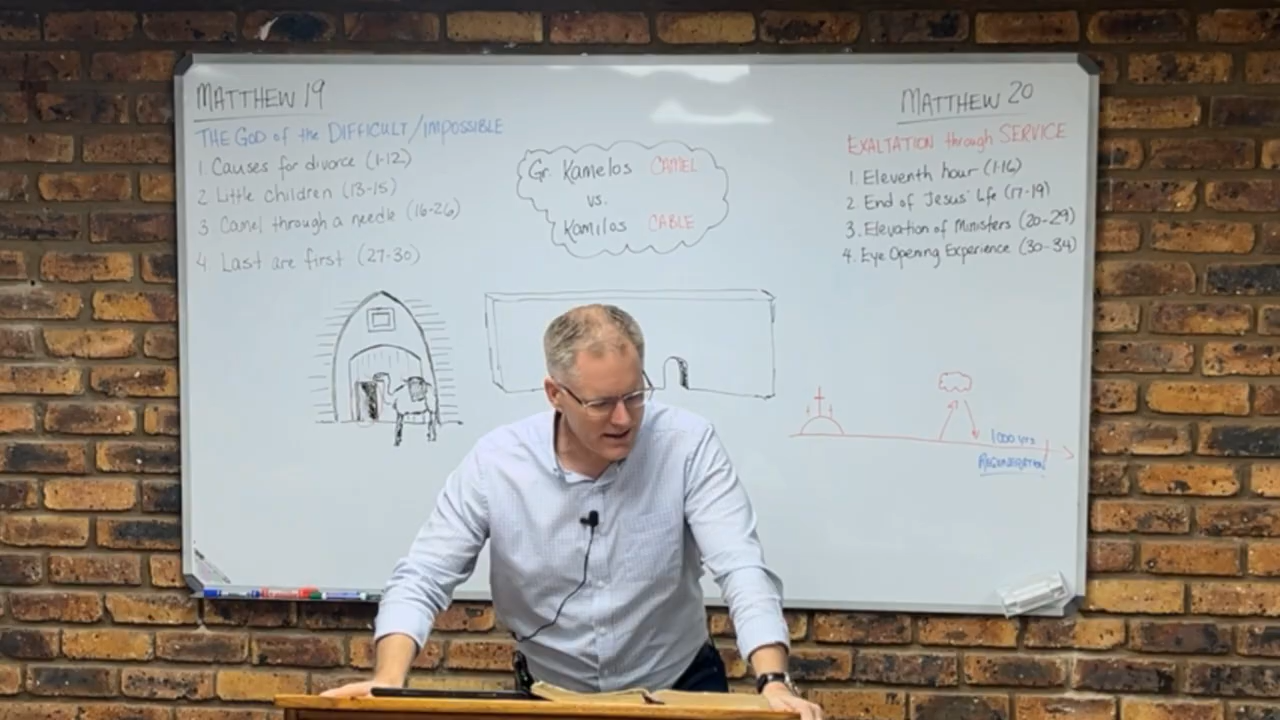 MATTHEW 19
THE GOD of the DIFFICULT/IMPOSSIBLE
1. Causes for divorce (1-12)
2. Little children (13-15)
3. Camel through a needle (16-26)
4. Last are first (27-30)
Gr. Kamelos CAMEL
vs.
Kamilos CABLE
MATTHEW 20
EXALTATION through SERVICE
1. Eleventh hour (1-16)
2. End of Jesus' life (17-19)
3. Elevation of Ministers (20-29)
4. Eye Opening Experience (30-34)
1000 yrs
REGENERATION